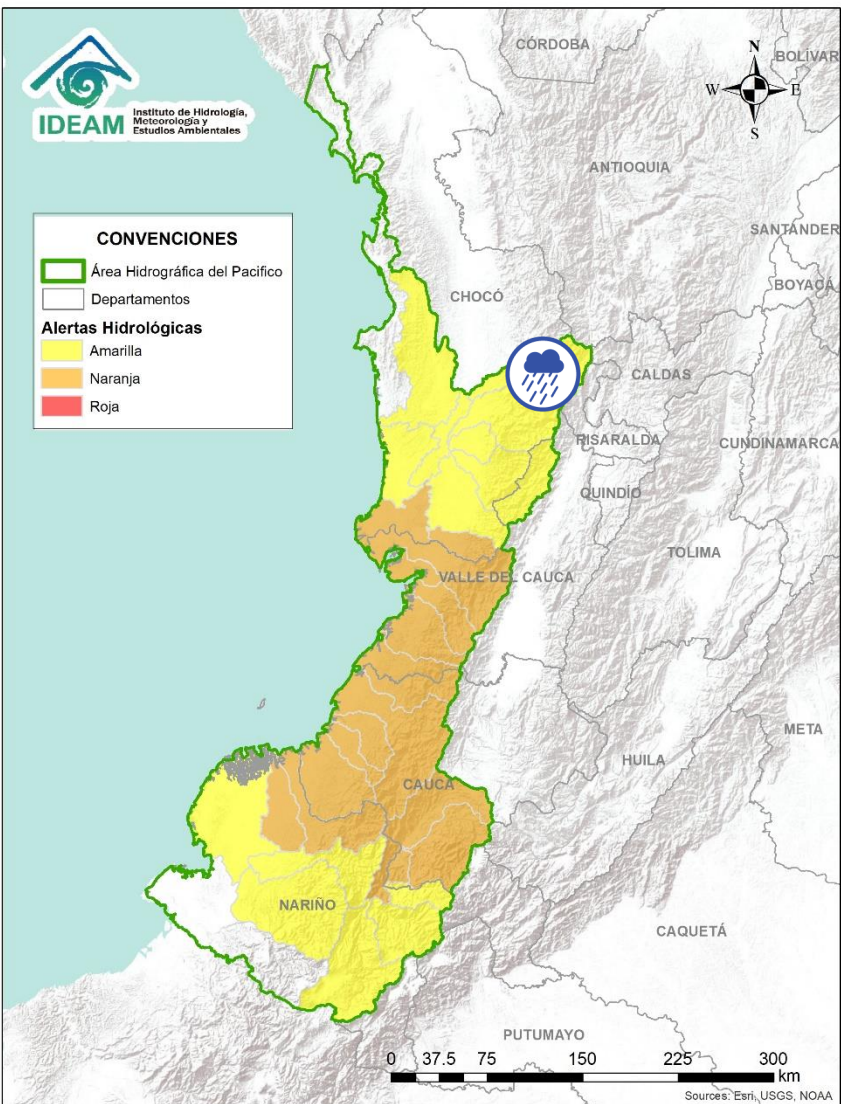 IDEAM
Instituto de Hidrología,
Meteorología y
Estudios Ambientales
CÓRDOBA
BOLÍVAR
N
W
E
S
ANTIOQUIA
SANTANDER
BOYACÁ
CONVENCIONES
Área Hidrográfica del Pacifico
Departamentos
Alertas Hidrológicas
Amarilla
Naranja
Roja
CHOCÓ
CALDAS
RISARALDA
CUNDINAMARCA
QUINDÍO
TOLIMA
VALLE DEL CAUCA
META
HUILA
CAUCA
NARIÑO
CAQUETÁ
PUTUMAYO
0 37.5 75 150 225 300
km
Sources: Esri, USGS, NOAA